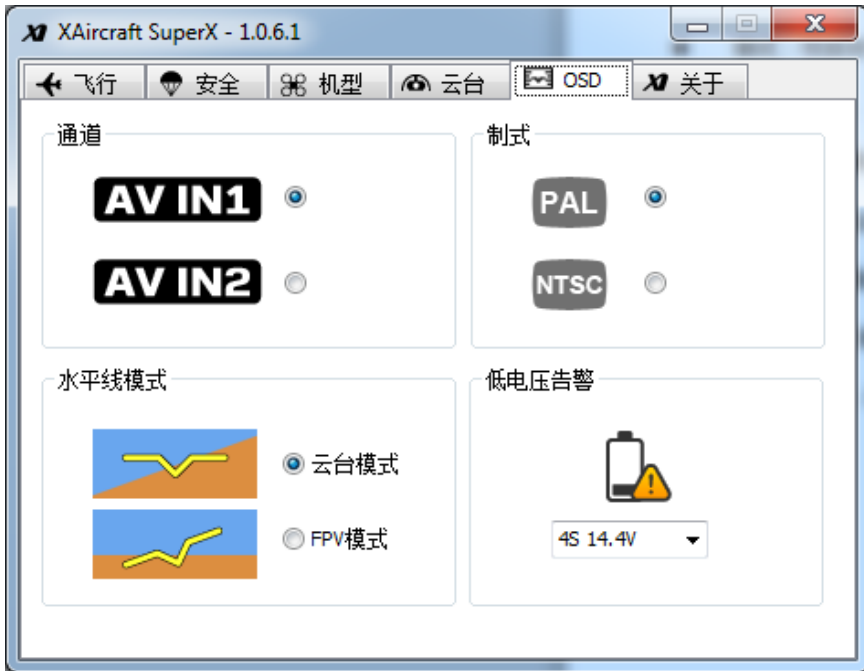 XAircraft SuperX - 1.0.6.1
飞行 安全 机型 云台 OSD 关于
通道
AV IN1
AV IN2
制式
PAL
NTSC
水平线模式
云台模式
FPV模式
低电压告警
4S 14.4V